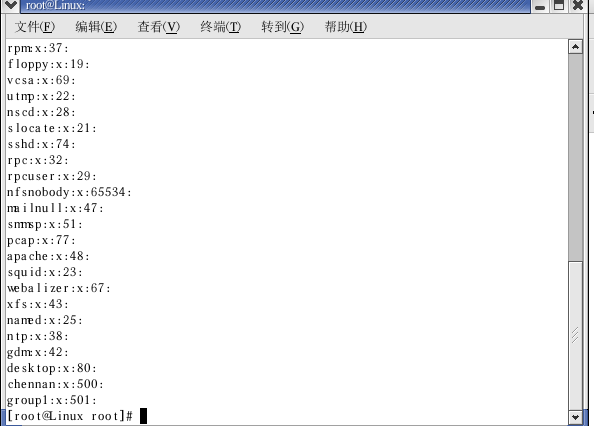 root@Linux:
文件(F) 编辑(E) 查看(V) 终端(T) 转到(G) 帮助(H)
rpm:x:37:
floppy:x:19:
vcsa:x:69:
utmp:x:22:
nscd:x:28:
slocate:x:21:
sshd:x:74:
rpc:x:32:
rpcuser:x:29:
nfsnobody:x:65534:
mailnull:x:47:
smmsp:x:51:
pcap:x:77:
apache:x:48:
squid:x:23:
webalizer:x:67:
xfs:x:43:
named:x:25:
ntp:x:38:
gdm:x:42:
desktop:x:80:
chennan:x:500:
group1:x:501:
[root@Linux root]#